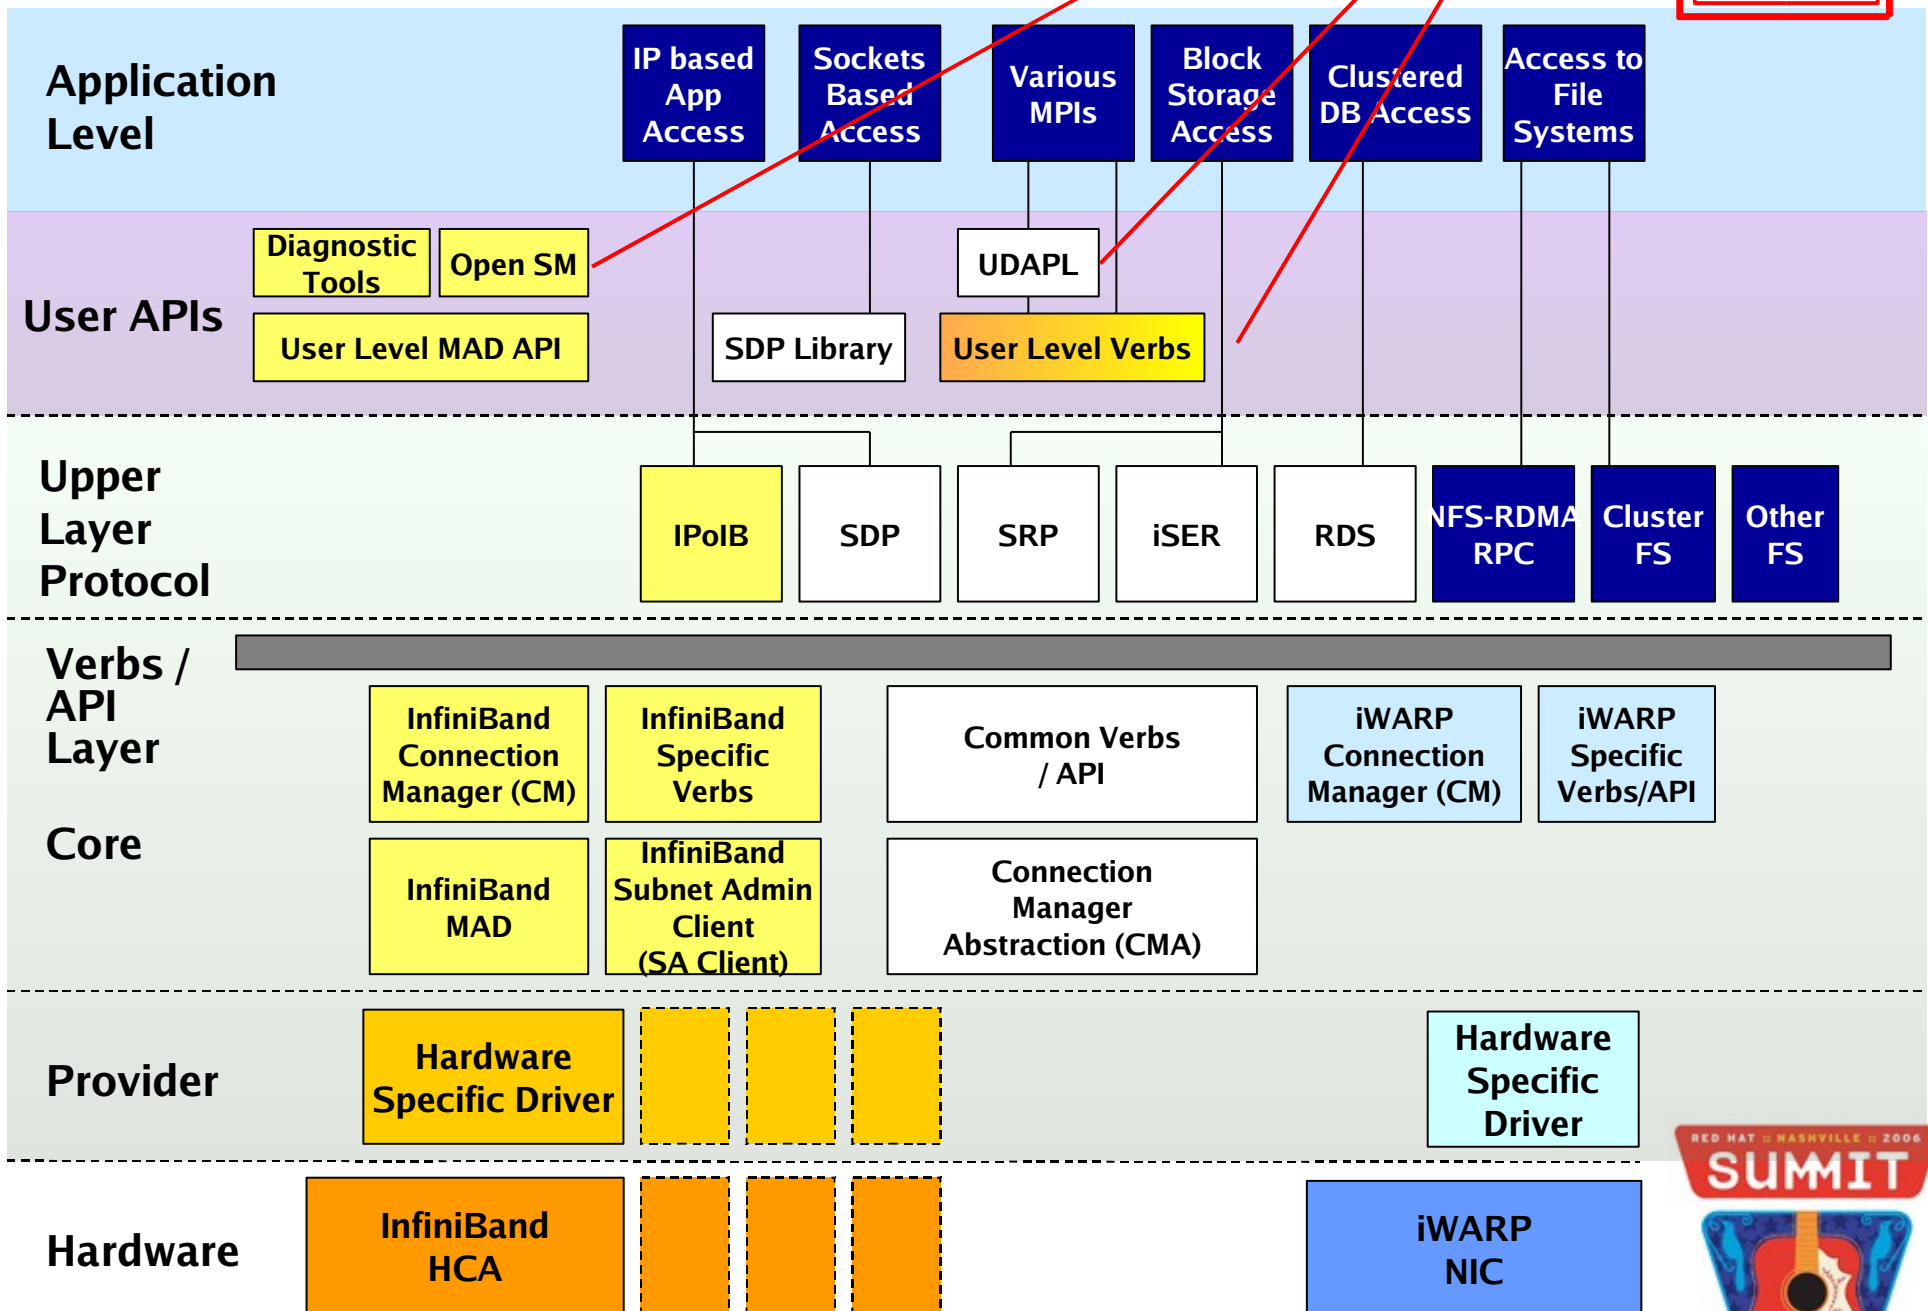 Application
Level
IP based
App
Access
Sockets
Based
Access
Various
MPIs
Block
Storage
Access
Clustered
DB Access
Access to
File
Systems
User APIs
Diagnostic
Tools
Open SM
User Level MAD API
UDAPL
SDP Library
User Level Verbs
Upper
Layer
Protocol
IPoIB
SDP
SRP
iSER
RDS
NFS-RDMA
RPC
Cluster
FS
Other
FS
Verbs /
API
Layer
InfiniBand
Connection
Manager (CM)
InfiniBand
Specific
Verbs
Common Verbs
/ API
iWARP
Connection
Manager (CM)
iWARP
Specific
Verbs/API
Core
InfiniBand
MAD
InfiniBand
Subnet Admin
Client
(SA Client)
Connection
Manager
Abstraction (CMA)
Provider
Hardware
Specific Driver
Hardware
Specific
Driver
RED HAT :: NASHVILLE :: 2006
SUMMIT
Hardware
InfiniBand
HCA
iWARP
NIC